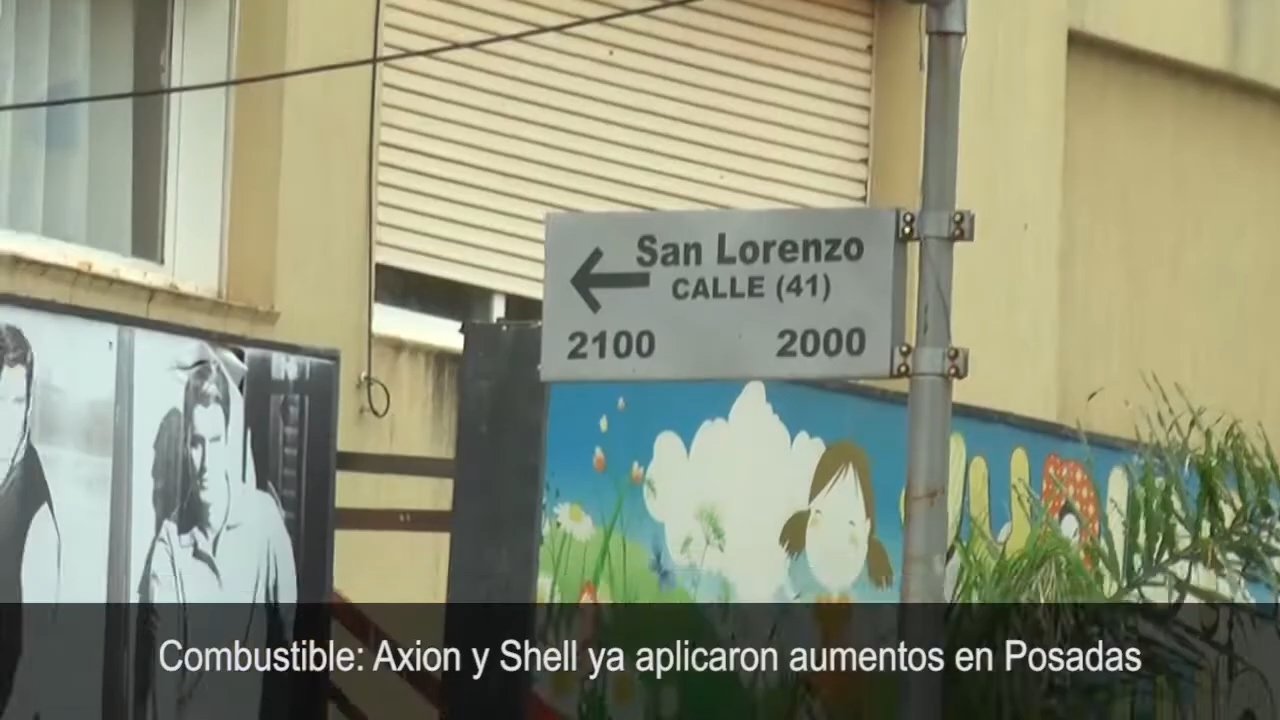 San Lorenzo
CALLE (41)
2100 2000
Combustible: Axion y Shell ya aplicaron aumentos en Posadas